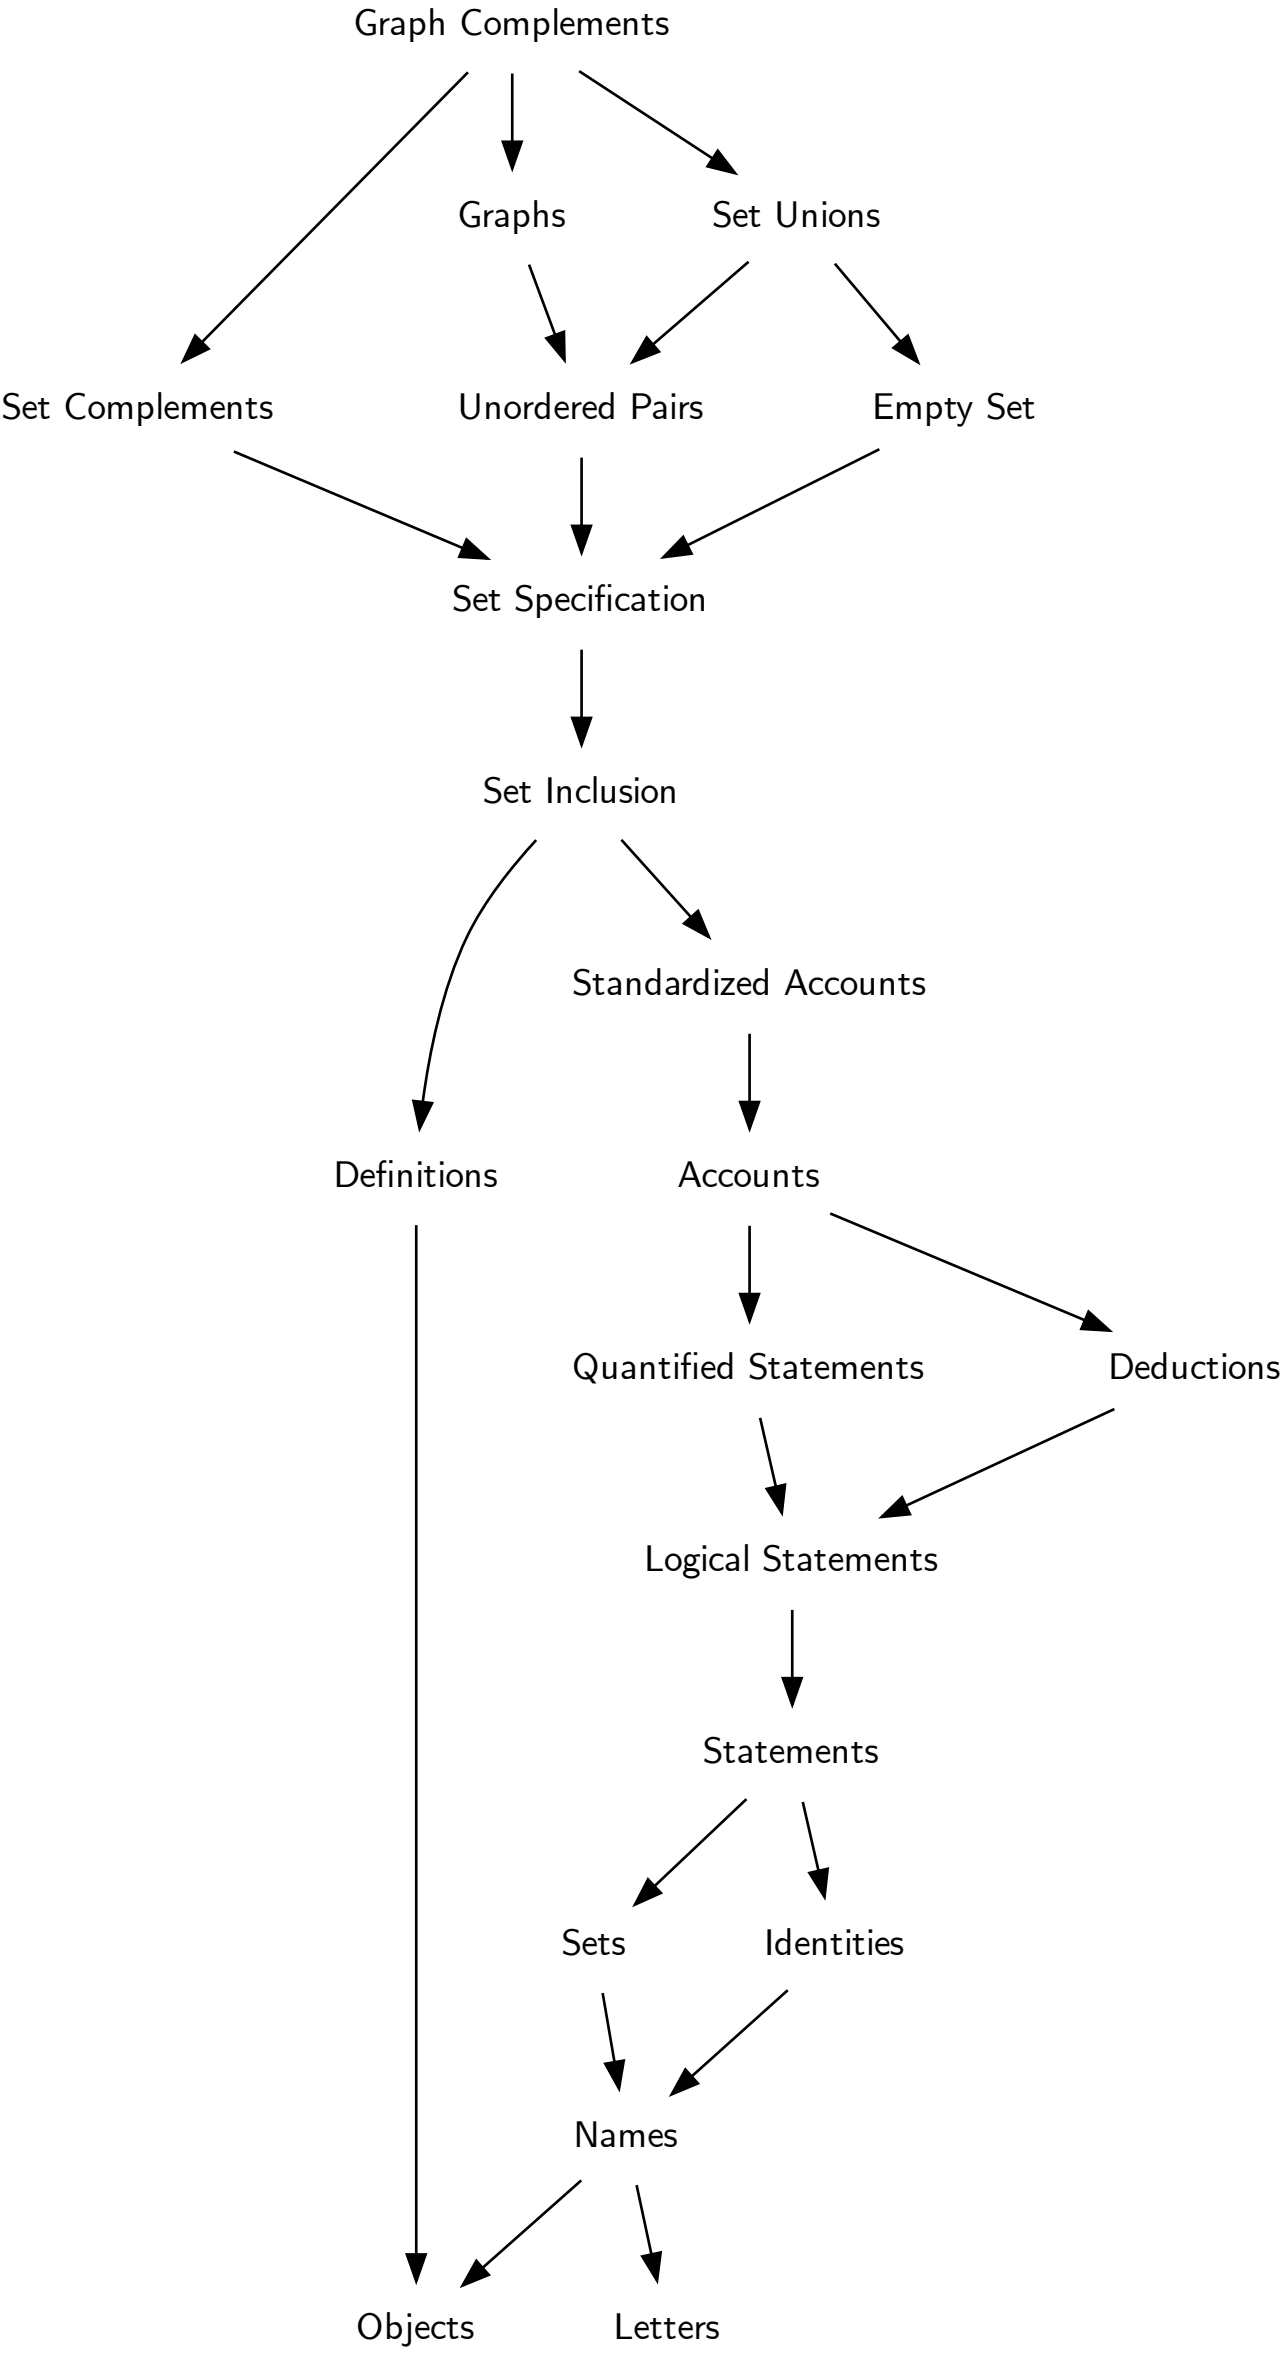 Graph Complements
Graphs
Set Unions
Set Complements
Unordered Pairs
Empty Set
Set Specification
Set Inclusion
Standardized Accounts
Definitions
Accounts
Quantified Statements
Deductions
Logical Statements
Statements
Sets
Identities
Names
Objects
Letters